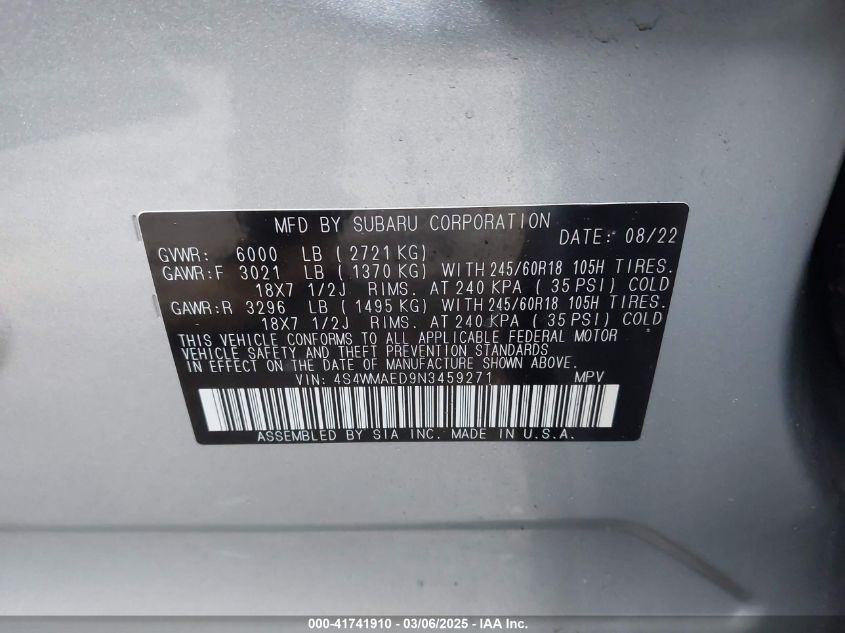 MFD BY SUBARU CORPORATION
DATE: 08/22
GVWR: 6000 LB ( 2721 KG)
GAWR:F 3021 LB ( 1370 KG) WITH 245/60R18 105H TIRES.
18X7 1/2J RIMS. AT 240 KPA ( 35 PSI) COLD
GAWR:R 3296 LB ( 1495 KG) WITH 245/60R18 105H TIRES.
18X7 1/2J RIMS. AT 240 KPA ( 35 PSI) COLD
THIS VEHICLE CONFORMS TO ALL APPLICABLE FEDERAL MOTOR
VEHICLE SAFETY AND THEFT PREVENTION STANDARDS
IN EFFECT ON THE DATE OF MANUFACTURE SHOWN ABOVE.
VIN: 4S4WMAED9N3459271 MPV
ASSEMBLED BY SIA INC. MADE IN U.S.A.
000-41741910 - 03/06/2025 - IAA Inc.